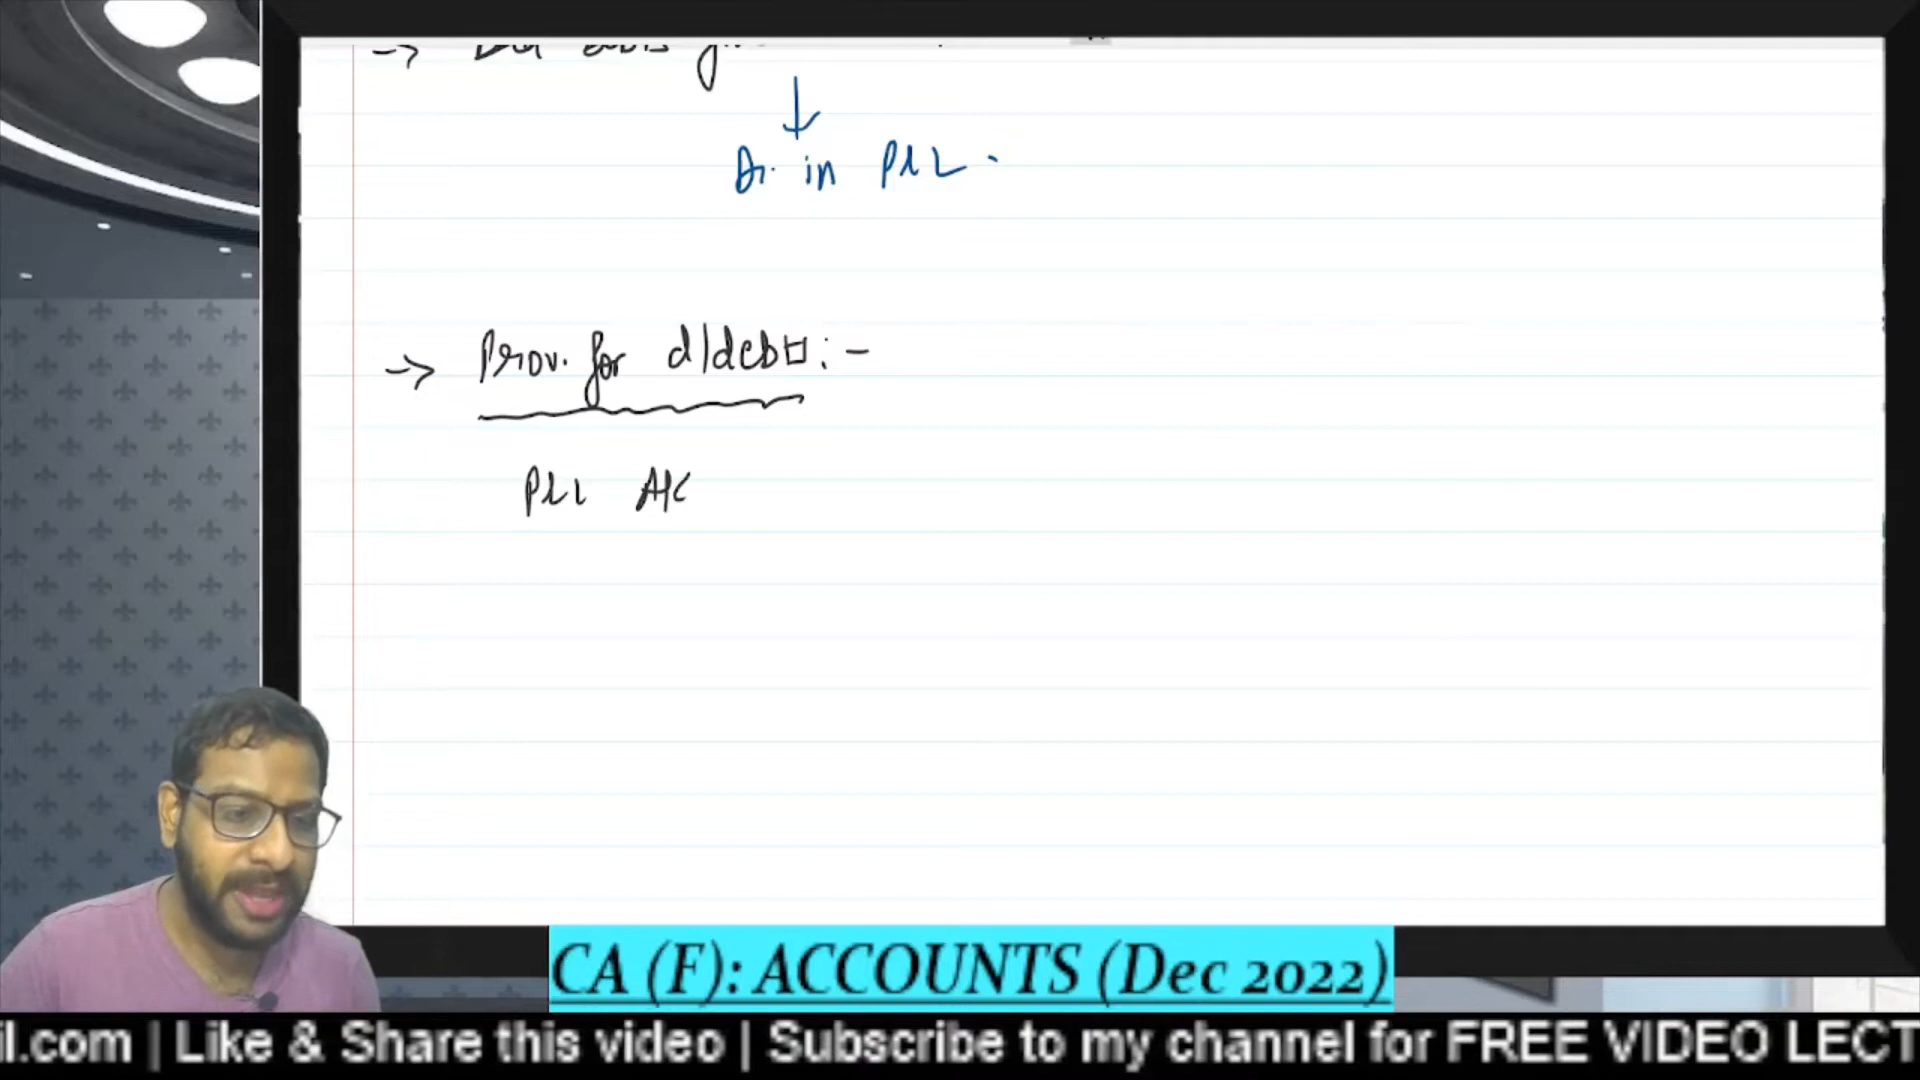 →
↓
Dr. in P&L -
→ Prov. for d/debts :-
P&L A/c
CA (F): ACCOUNTS (Dec 2022)
il.com | Like & Share this video | Subscribe to my channel for FREE VIDEO LECT